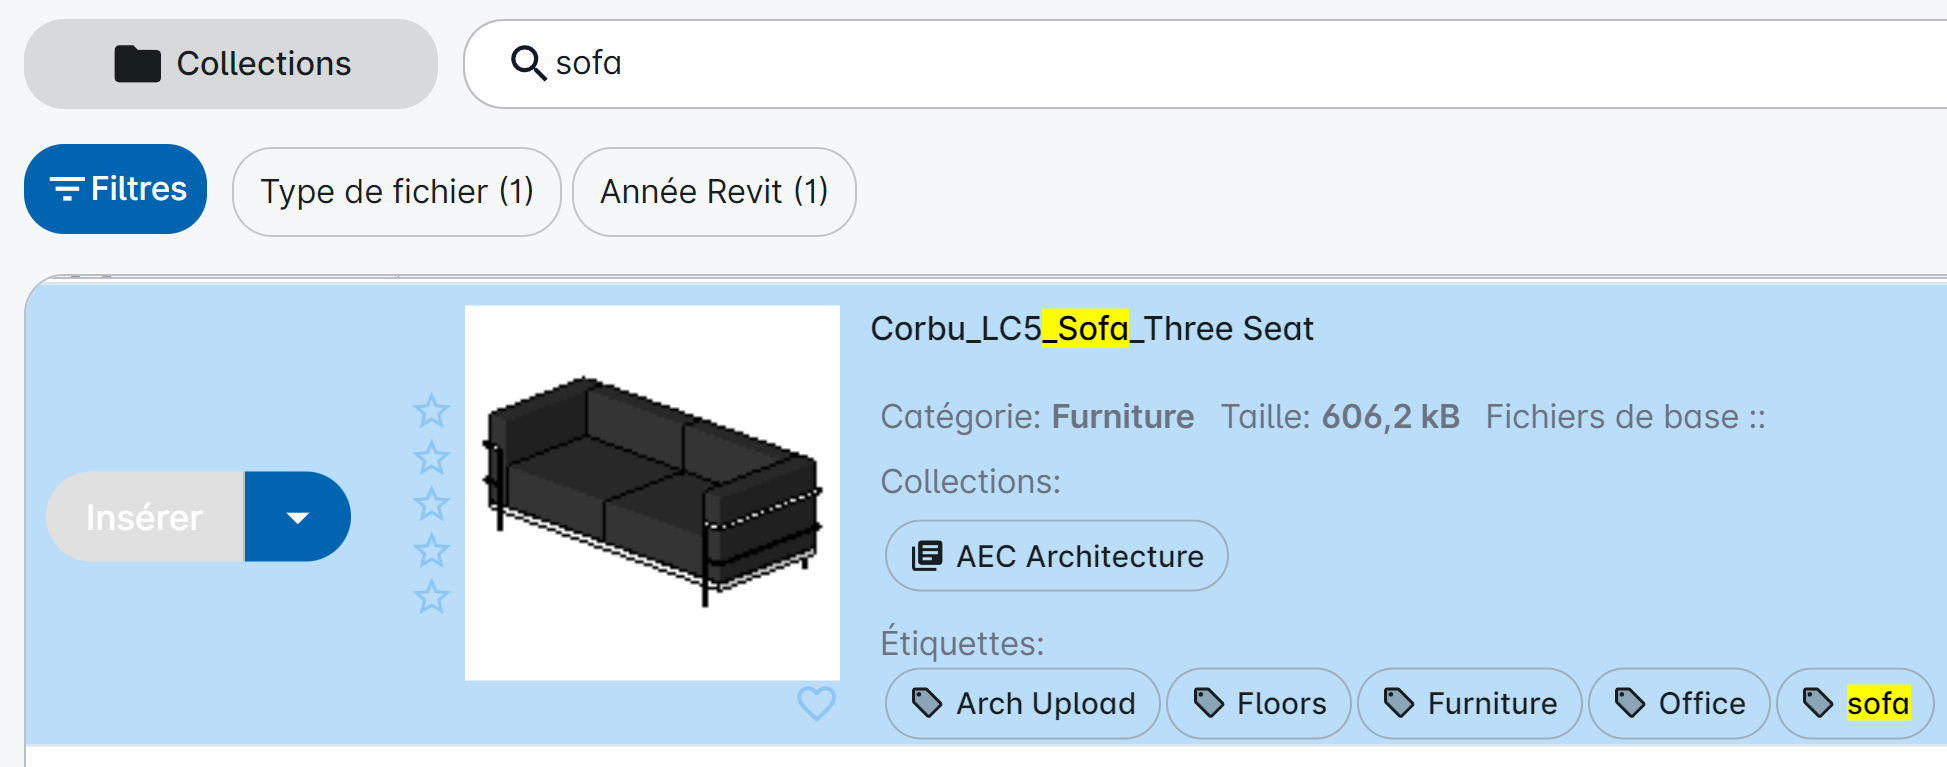 Collections
sofa
Filtres
Type de fichier (1)
Année Revit (1)
Corbu_LC5_Sofa_Three Seat
Catégorie: Furniture Taille: 606,2 kB Fichiers de base ::
Collections:
Insérer
AEC Architecture
Étiquettes:
Arch Upload
Floors
Furniture
Office
sofa